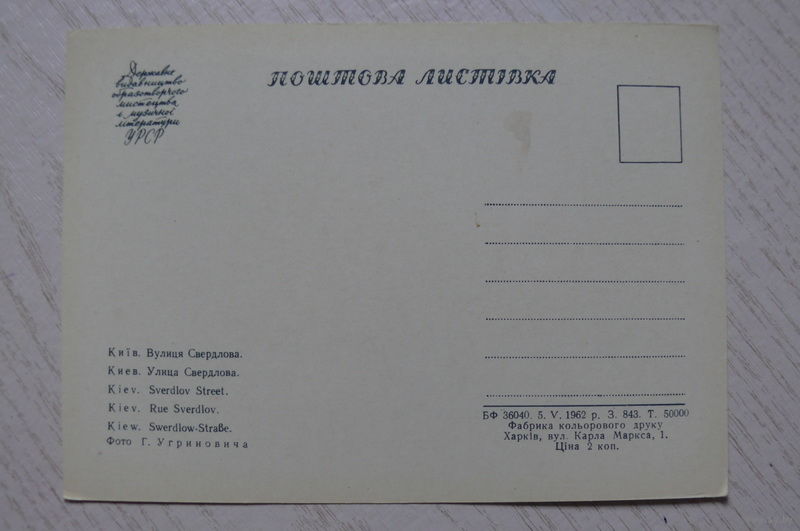 Державне
видавництво
образотворчого
мистецтва
і музичної
літератури
УРСР
ПОШТОВА ЛИСТІВКА
Київ. Вулиця Свердлова.
Киев. Улица Свердлова.
Kiev. Sverdlov Street.
Kiev. Rue Sverdlov.
Kiew. Swerdlow-Straße.
Фото Г. Угриновича
БФ 36040. 5. V. 1962 р. З. 843. Т. 50000
Фабрика кольорового друку
Харків, вул. Карла Маркса, 1.
Ціна 2 коп.